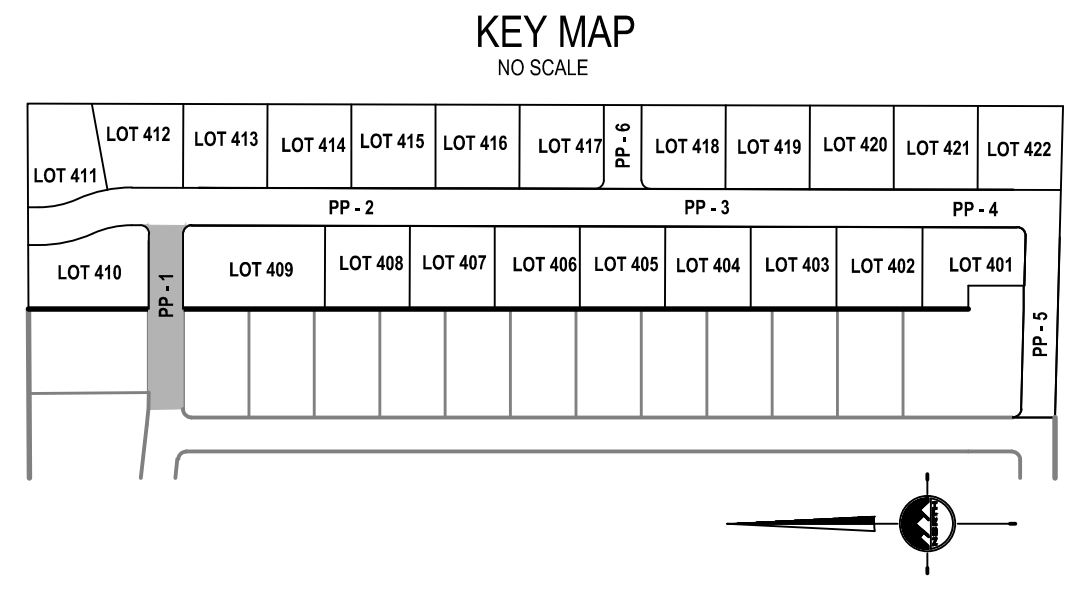 KEY MAP
NO SCALE
LOT 411
LOT 412
LOT 413
LOT 414
LOT 415
LOT 416
LOT 417
PP - 6
LOT 418
LOT 419
LOT 420
LOT 421
LOT 422
PP - 2
PP - 3
PP - 4
LOT 410
PP - 1
LOT 409
LOT 408
LOT 407
LOT 406
LOT 405
LOT 404
LOT 403
LOT 402
LOT 401
PP - 5
NORTH